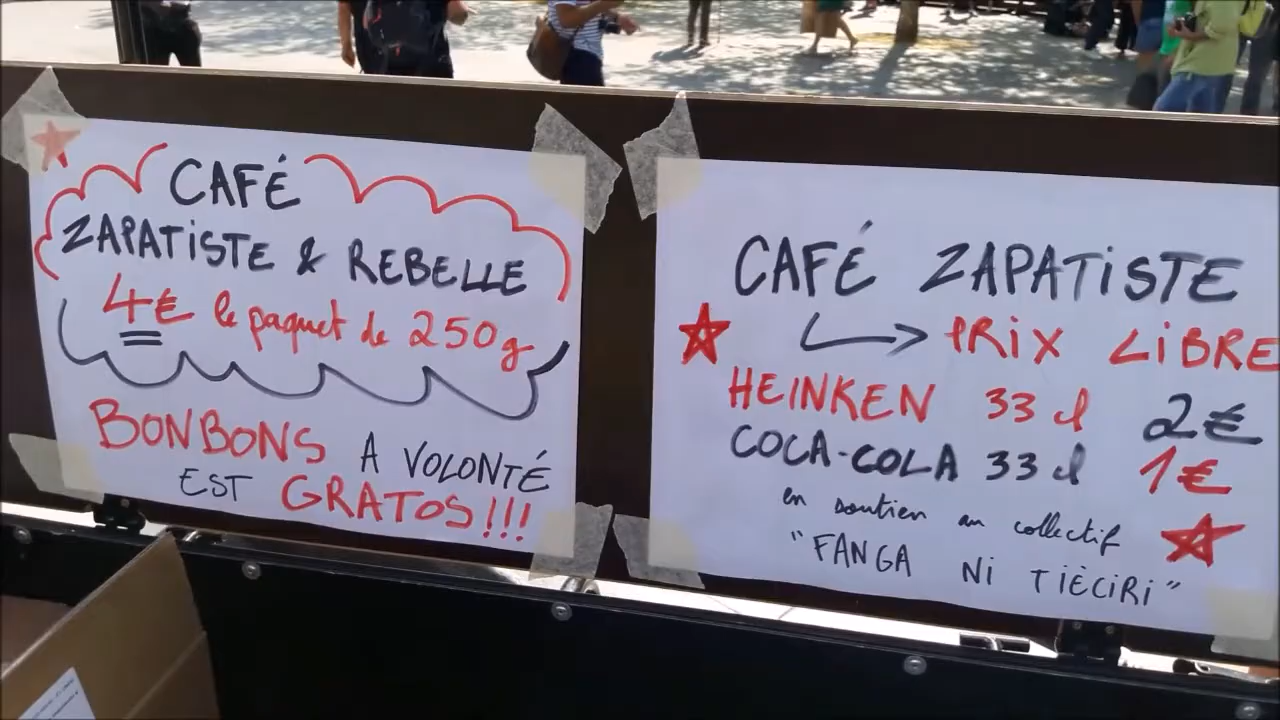 CAFÉ
ZAPATISTE & REBELLE
4€ le paquet de 250g
BONBONS A VOLONTÉ
EST GRATOS!!!
CAFÉ ZAPATISTE
PRIX LIBRE
HEINKEN 33 cl 2€
COCA-COLA 33 cl 1€
en soutien au collectif
"FANGA NI TIÈCIRI"